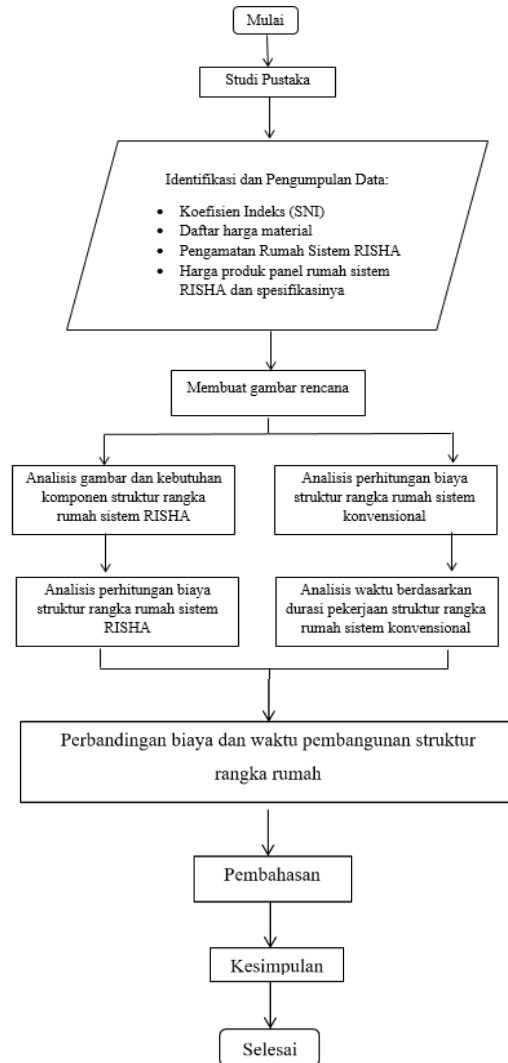 Mulai
Studi Pustaka
Identifikasi dan Pengumpulan Data:
• Koefisien Indeks (SNI)
• Daftar harga material
• Pengamatan Rumah Sistem RISHA
• Harga produk panel rumah sistem
RISHA dan spesifikasinya
Membuat gambar rencana
Analisis gambar dan kebutuhan
komponen struktur rangka
rumah sistem RISHA
Analisis perhitungan biaya
struktur rangka rumah sistem
konvensional
Analisis perhitungan biaya
struktur rangka rumah sistem
RISHA
Analisis waktu berdasarkan
durasi pekerjaan struktur rangka
rumah sistem konvensional
Perbandingan biaya dan waktu pembangunan struktur
rangka rumah
Pembahasan
Kesimpulan
Selesai